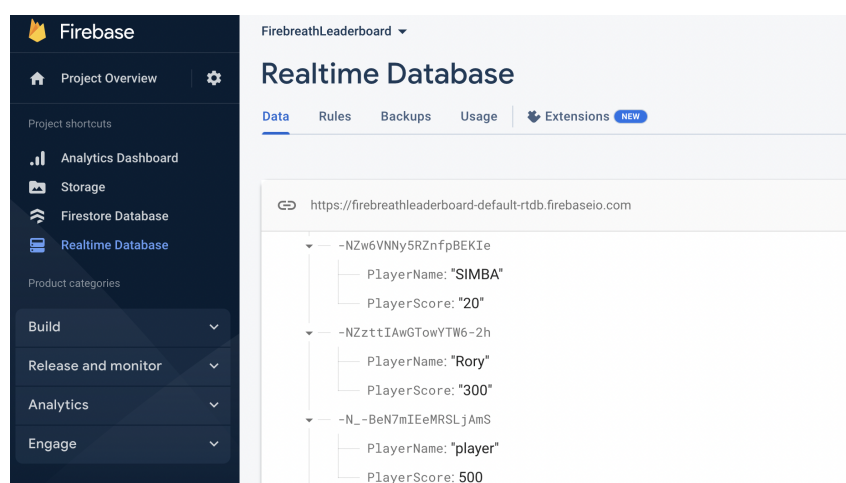 Firebase
Project Overview
Project shortcuts
Analytics Dashboard
Storage
Firestore Database
Realtime Database
Product categories
Build
Release and monitor
Analytics
Engage
FirebreathLeaderboard
Realtime Database
Data Rules Backups Usage Extensions NEW
https://firebreathleaderboard-default-rtdb.firebaseio.com
-NZw6VNNy5RZnfpBEKIe
PlayerName: "SIMBA"
PlayerScore: "20"
-NZzttIAwGTowYTW6-2h
PlayerName: "Rory"
PlayerScore: "300"
-N_-BeN7mIEeMRSLjAmS
PlayerName: "player"
PlayerScore: 500